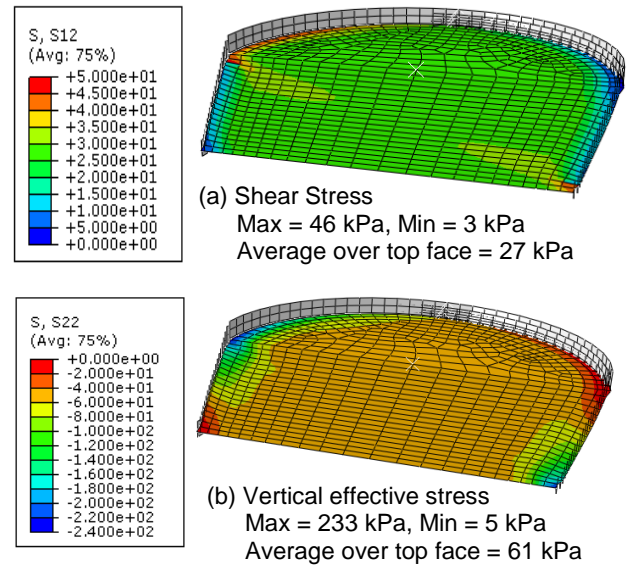 S, S12
(Avg: 75%)
+5.000e+01
+4.500e+01
+4.000e+01
+3.500e+01
+3.000e+01
+2.500e+01
+2.000e+01
+1.500e+01
+1.000e+01
+5.000e+00
+0.000e+00
(a) Shear Stress
Max = 46 kPa, Min = 3 kPa
Average over top face = 27 kPa
S, S22
(Avg: 75%)
+0.000e+00
-2.000e+01
-4.000e+01
-6.000e+01
-8.000e+01
-1.000e+02
-1.200e+02
-1.400e+02
-1.600e+02
-1.800e+02
-2.000e+02
-2.200e+02
-2.400e+02
(b) Vertical effective stress
Max = 233 kPa, Min = 5 kPa
Average over top face = 61 kPa